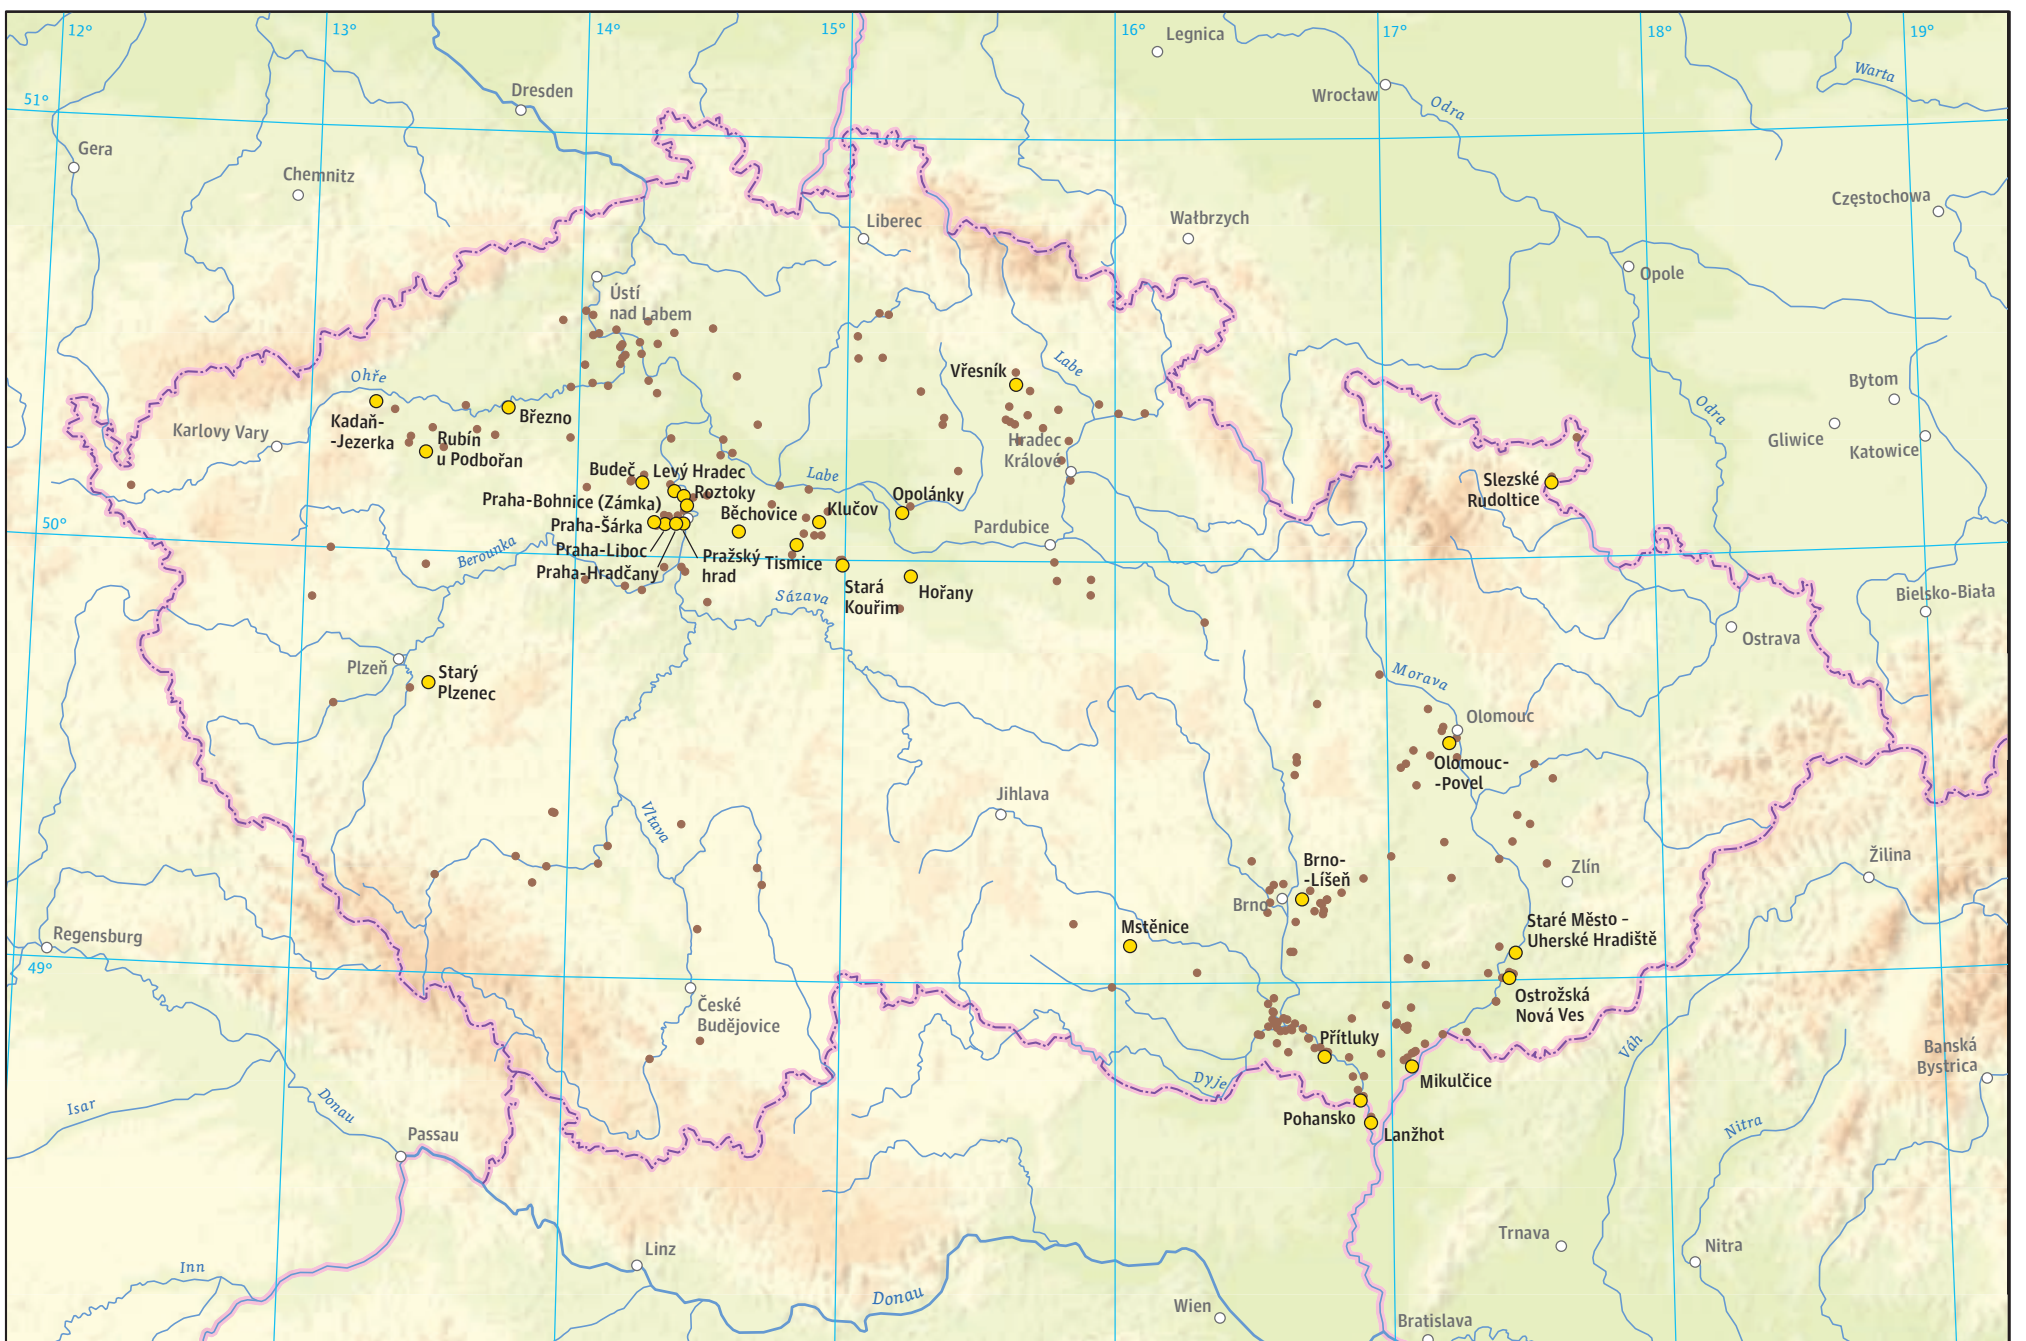 12°
13°
14°
15°
16°
17°
18°
19°
Legnica
Warta
Dresden
51°
Wrocław
Odra
Gera
Chemnitz
Częstochowa
Liberec
Wałbrzych
Opole
Ústí
nad Labem
Labe
Vřesník
Ohře
Bytom
Odra
Březno
Kadaň-
-Jezerka
Karlovy Vary
Rubín
u Podbořan
Hradec
Králové
Gliwice
Katowice
Budeč
Levý Hradec
Labe
Slezské
Rudoltice
Roztoky
Opolánky
Praha-Bohnice (Zámka)
Běchovice
Klučov
50°
Praha-Šárka
Pardubice
Berounka
Praha-Liboc
Pražský
hrad
Tismice
Praha-Hradčany
Stará
Kouřim
Hořany
Sázava
Bielsko-Biała
Ostrava
Plzeň
Starý
Plzenec
Morava
Olomouc
Olomouc-
-Povel
Jihlava
Vltava
Brno-
-Líšeň
Žilina
Zlín
Brno
Mstěnice
Staré Město –
Uherské Hradiště
Regensburg
49°
Ostrožská
Nová Ves
České
Budějovice
Přítluky
Váh
Banská
Bystrica
Dyje
Mikulčice
Isar
Donau
Pohansko
Lanžhot
Nitra
Passau
Trnava
Nitra
Linz
Inn
Donau
Wien
Bratislava